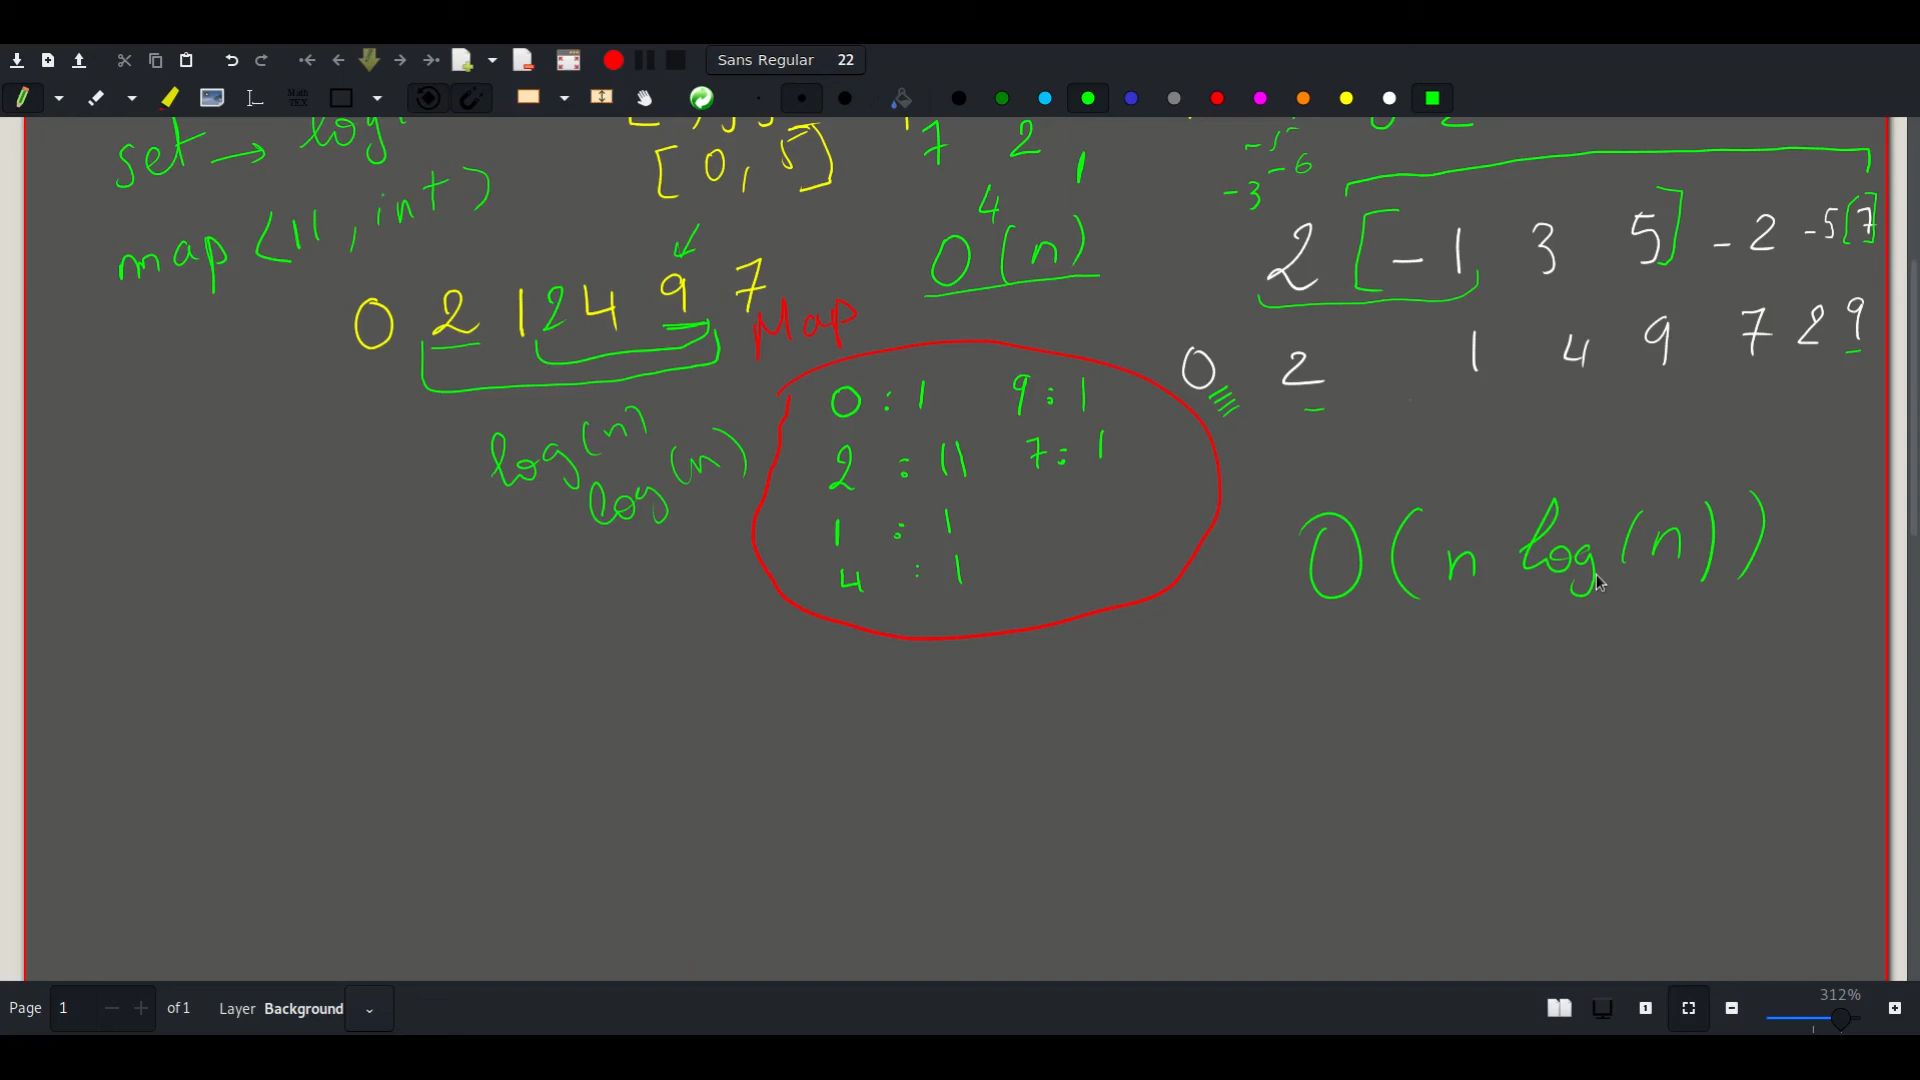 Sans Regular 22
set → log
[0, 5]
7 2 1
4
-5
-3 -6
map <ll, int>
O(n)
2 [-1 3 5] -2 -5 [7]
0 2 1 2 4 9 7
Map
0 2 1 4 9 7 2 9
0 : 1 9 : 1
2 : 11 7 : 1
1 : 1
4 : 1
log(n)
log(n)
O(n log(n))
Page 1 of 1 Layer Background 312%